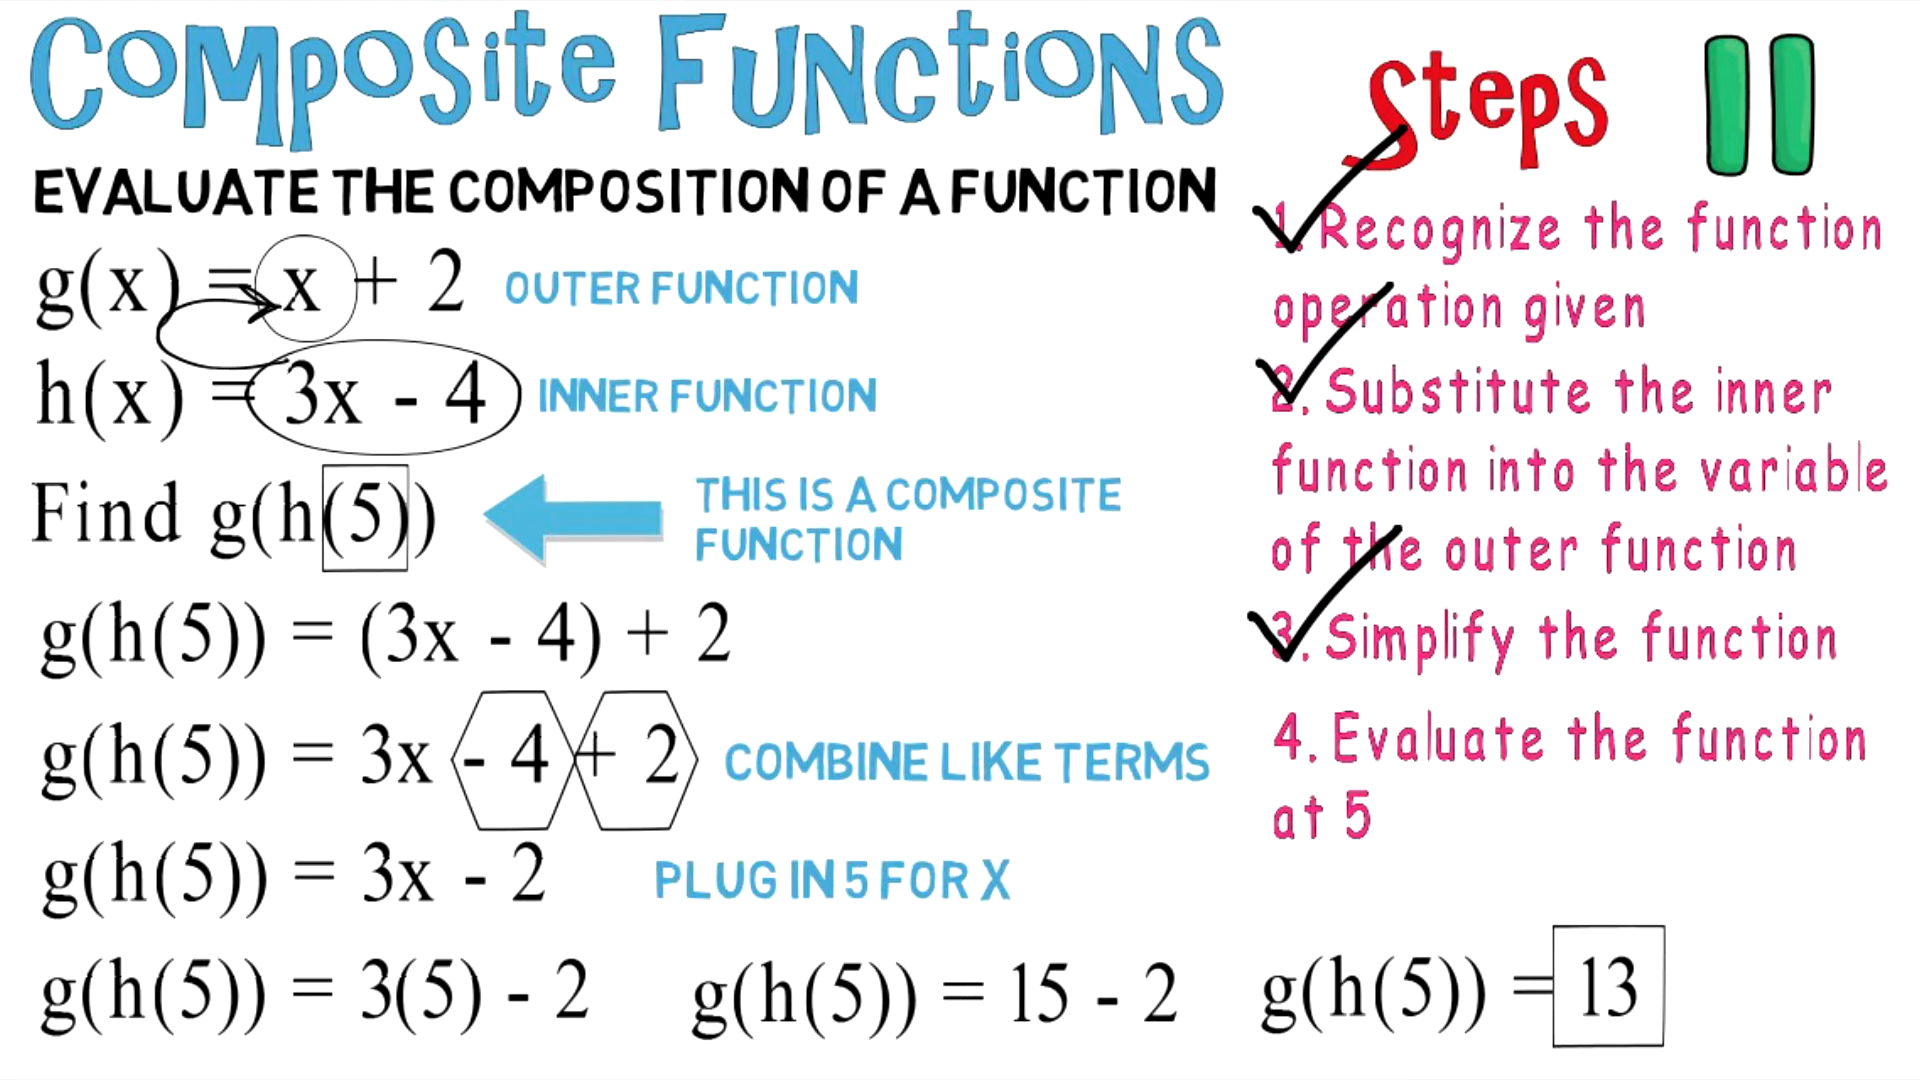 Composite Functions
EVALUATE THE COMPOSITION OF A FUNCTION
g(x) = x + 2 OUTER FUNCTION
h(x) = 3x - 4 INNER FUNCTION
Find g(h(5))
THIS IS A COMPOSITE
FUNCTION
g(h(5)) = (3x - 4) + 2
g(h(5)) = 3x - 4 + 2 COMBINE LIKE TERMS
g(h(5)) = 3x - 2 PLUG IN 5 FOR X
g(h(5)) = 3(5) - 2 g(h(5)) = 15 - 2 g(h(5)) = 13
Steps
1. Recognize the function
operation given
2. Substitute the inner
function into the variable
of the outer function
3. Simplify the function
4. Evaluate the function
at 5